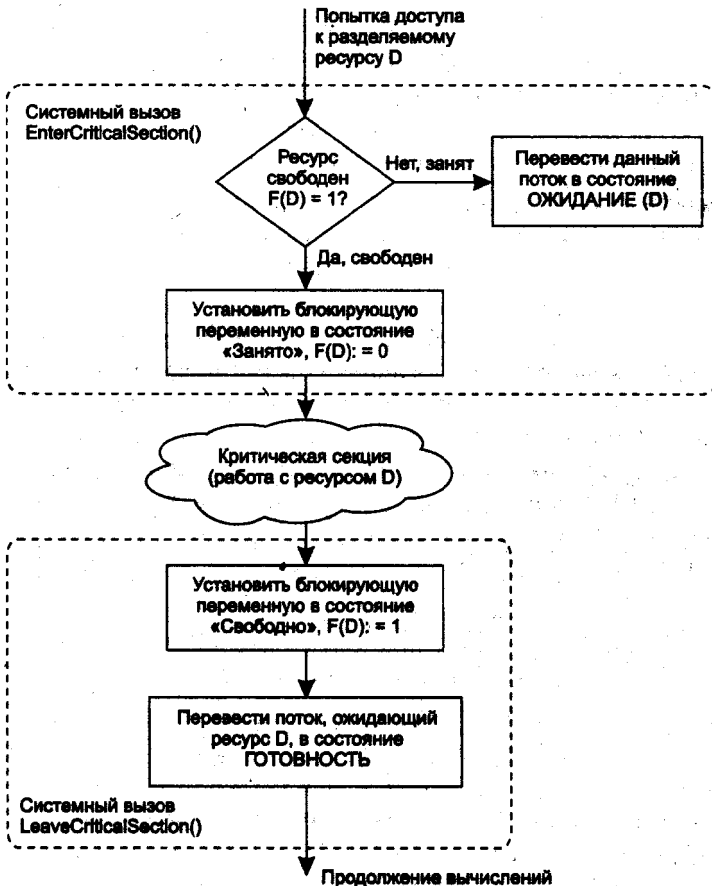 Попытка доступа
к разделяемому
ресурсу D
Системный вызов
EnterCriticalSection()
Ресурс
свободен
F(D) = 1?
Нет, занят
Перевести данный
поток в состояние
ОЖИДАНИЕ (D)
Да, свободен
Установить блокирующую
переменную в состояние
«Занято», F(D): = 0
Критическая секция
(работа с ресурсом D)
Установить блокирующую
переменную в состояние
«Свободно», F(D): = 1
Перевести поток, ожидающий
ресурс D, в состояние
ГОТОВНОСТЬ
Системный вызов
LeaveCriticalSection()
Продолжение вычислений